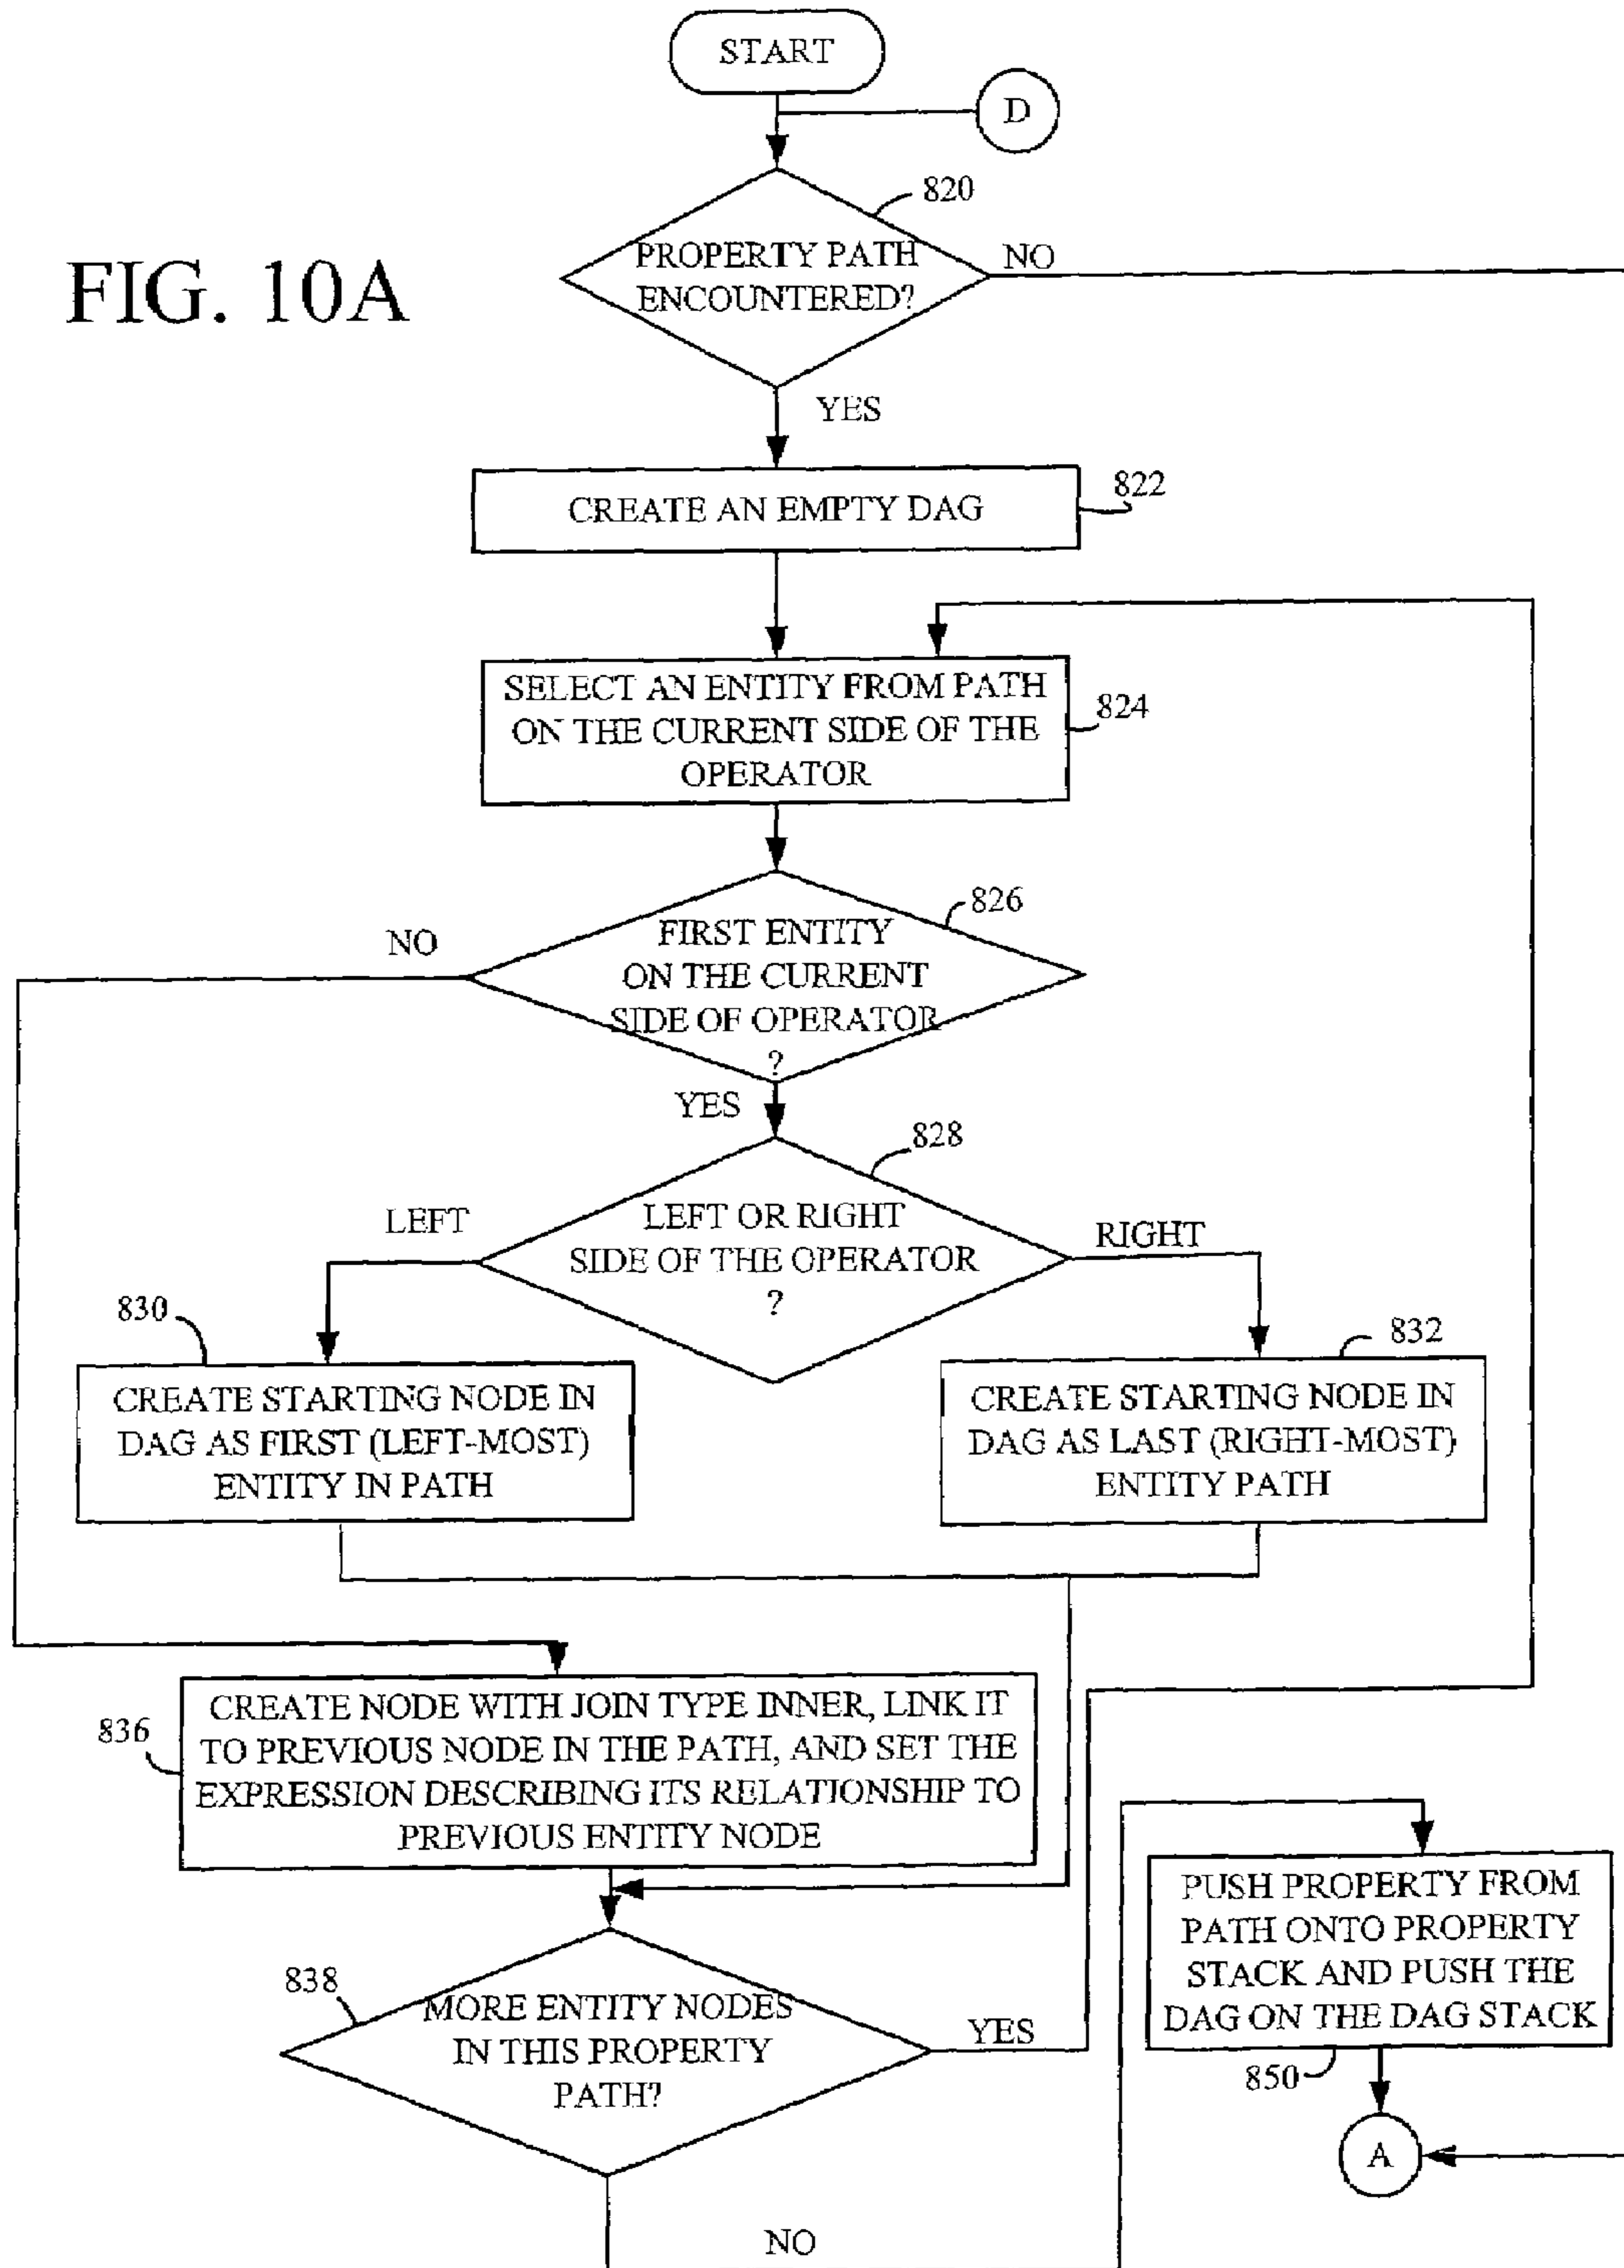 START
D
820
FIG. 10A
PROPERTY PATH
ENCOUNTERED?
NO
YES
CREATE AN EMPTY DAG
822
SELECT AN ENTITY FROM PATH
ON THE CURRENT SIDE OF THE
OPERATOR
824
826
FIRST ENTITY
ON THE CURRENT
SIDE OF OPERATOR
?
NO
YES
828
LEFT OR RIGHT
SIDE OF THE OPERATOR
?
LEFT
RIGHT
830
832
CREATE STARTING NODE IN
DAG AS FIRST (LEFT-MOST)
ENTITY IN PATH
CREATE STARTING NODE IN
DAG AS LAST (RIGHT-MOST)
ENTITY PATH
836
CREATE NODE WITH JOIN TYPE INNER, LINK IT
TO PREVIOUS NODE IN THE PATH, AND SET THE
EXPRESSION DESCRIBING ITS RELATIONSHIP TO
PREVIOUS ENTITY NODE
838
MORE ENTITY NODES
IN THIS PROPERTY
PATH?
YES
NO
PUSH PROPERTY FROM
PATH ONTO PROPERTY
STACK AND PUSH THE
DAG ON THE DAG STACK
850
A